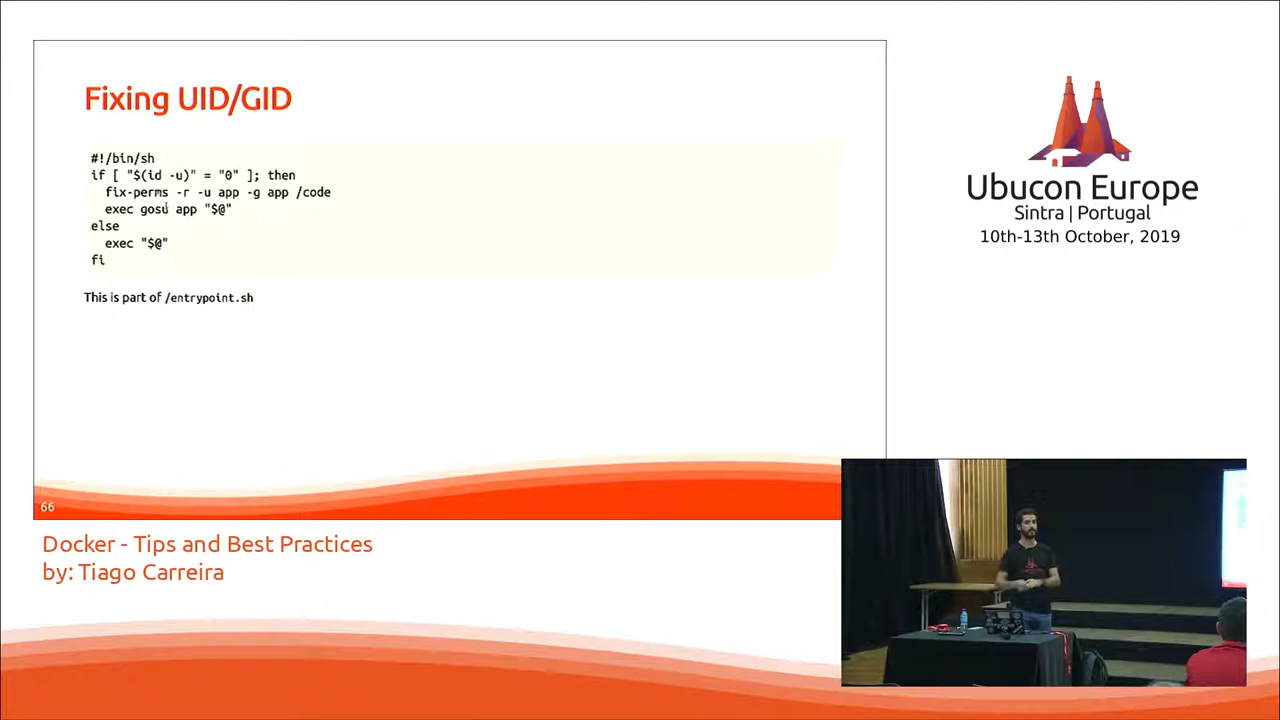 Fixing UID/GID
#!/bin/sh
if [ "$(id -u)" = "0" ]; then
fix-perms -r -u app -g app /code
exec gosu app "$@"
else
exec "$@"
fi
This is part of /entrypoint.sh
66
Docker - Tips and Best Practices
by: Tiago Carreira
Ubucon Europe
Sintra | Portugal
10th-13th October, 2019